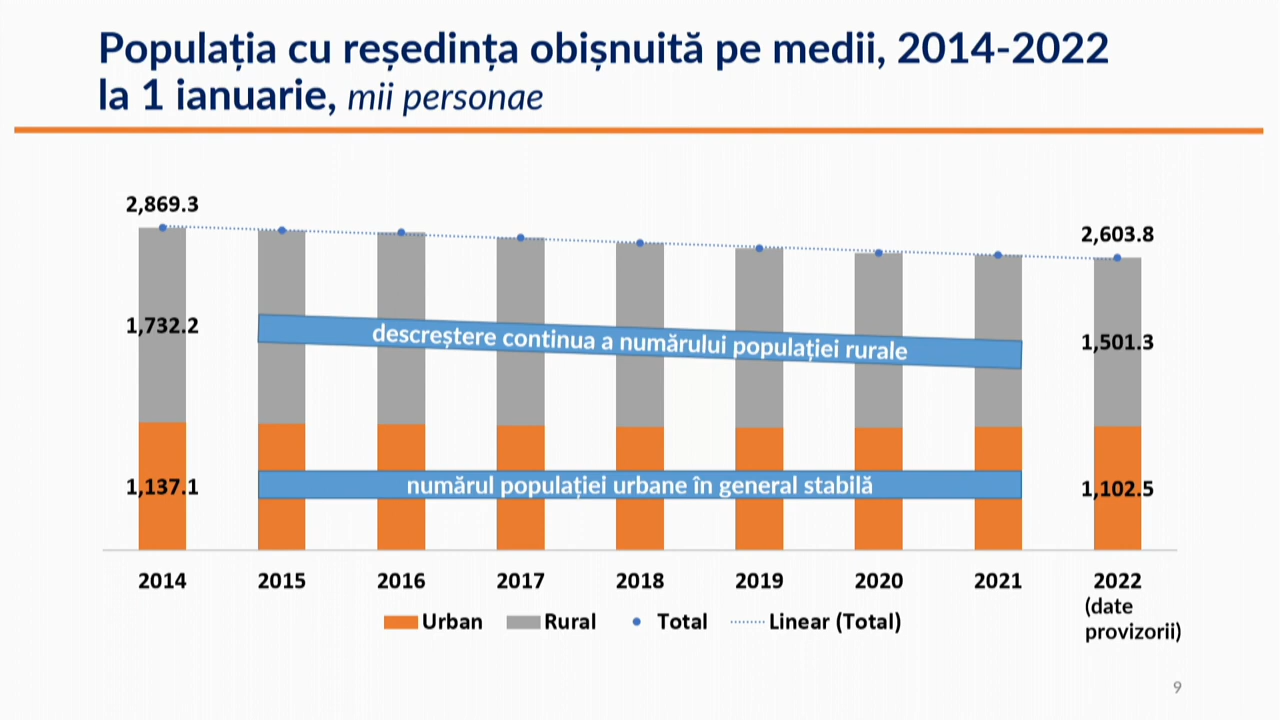 Populația cu reședința obișnuită pe medii, 2014-2022
la 1 ianuarie, mii personae
2,869.3
2,603.8
1,732.2
descreștere continua a numărului populației rurale
1,501.3
1,137.1
numărul populației urbane în general stabilă
1,102.5
2014 2015 2016 2017 2018 2019 2020 2021 2022
(date
provizorii)
Urban Rural Total Linear (Total)
9